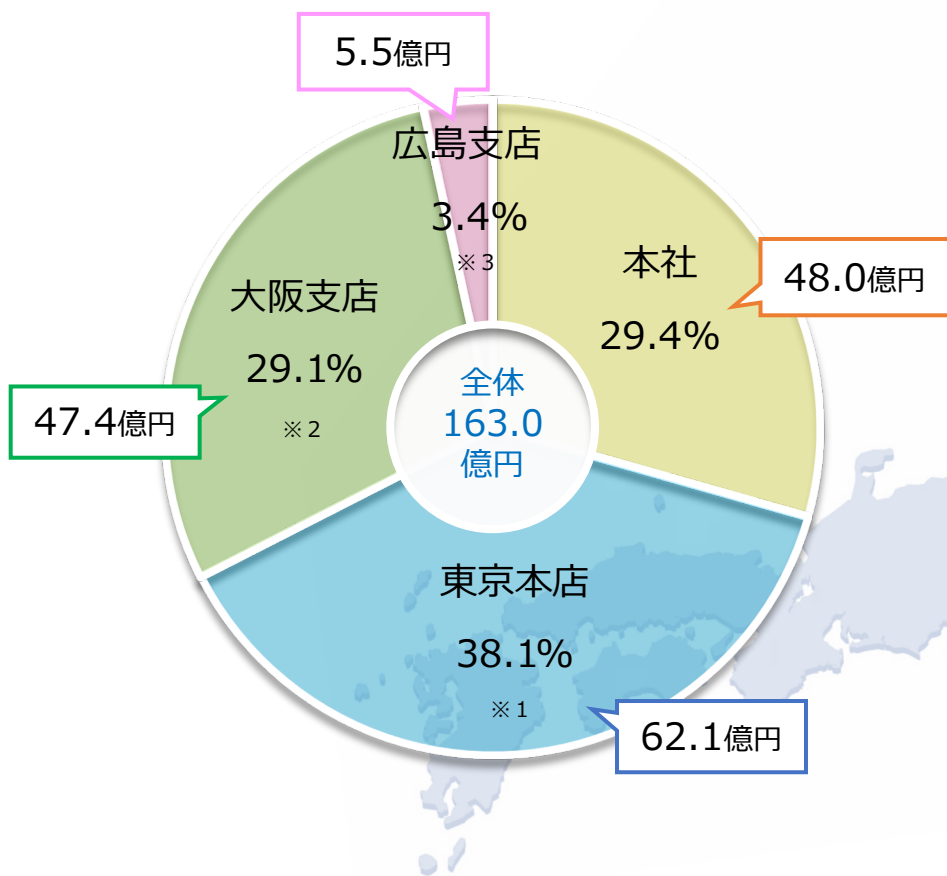 5.5億円
広島支店
3.4%
※3
本社
29.4%
48.0億円
大阪支店
29.1%
※2
47.4億円
全体
163.0
億円
東京本店
38.1%
※1
62.1億円